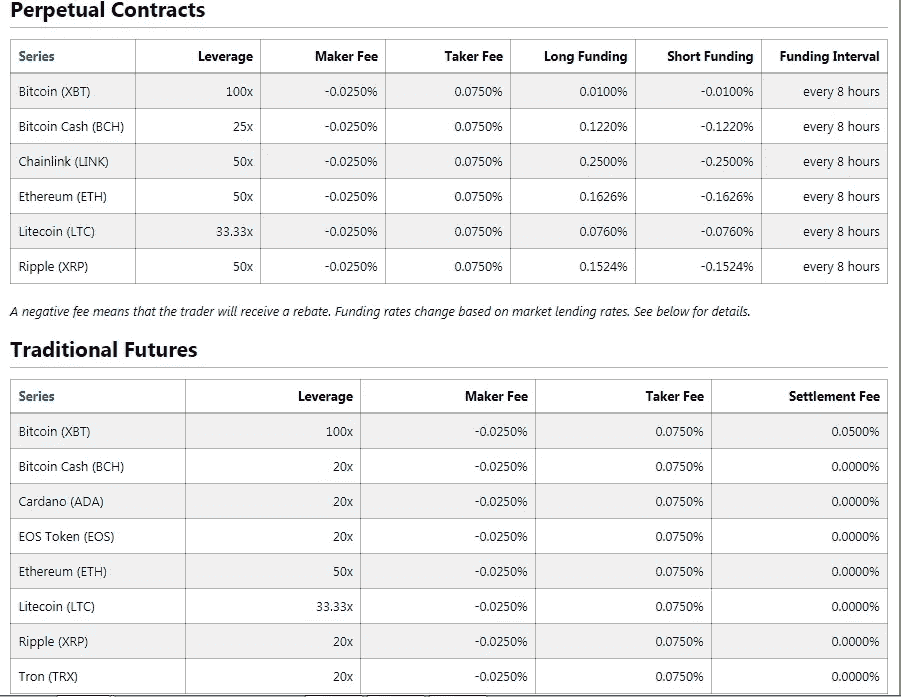 Perpetual Contracts
Series Leverage Maker Fee Taker Fee Long Funding Short Funding Funding Interval
Bitcoin (XBT) 100x -0.0250% 0.0750% 0.0100% -0.0100% every 8 hours
Bitcoin Cash (BCH) 25x -0.0250% 0.0750% 0.1220% -0.1220% every 8 hours
Chainlink (LINK) 50x -0.0250% 0.0750% 0.2500% -0.2500% every 8 hours
Ethereum (ETH) 50x -0.0250% 0.0750% 0.1626% -0.1626% every 8 hours
Litecoin (LTC) 33.33x -0.0250% 0.0750% 0.0760% -0.0760% every 8 hours
Ripple (XRP) 50x -0.0250% 0.0750% 0.1524% -0.1524% every 8 hours
A negative fee means that the trader will receive a rebate. Funding rates change based on market lending rates. See below for details.
Traditional Futures
Series Leverage Maker Fee Taker Fee Settlement Fee
Bitcoin (XBT) 100x -0.0250% 0.0750% 0.0500%
Bitcoin Cash (BCH) 20x -0.0250% 0.0750% 0.0000%
Cardano (ADA) 20x -0.0250% 0.0750% 0.0000%
EOS Token (EOS) 20x -0.0250% 0.0750% 0.0000%
Ethereum (ETH) 50x -0.0250% 0.0750% 0.0000%
Litecoin (LTC) 33.33x -0.0250% 0.0750% 0.0000%
Ripple (XRP) 20x -0.0250% 0.0750% 0.0000%
Tron (TRX) 20x -0.0250% 0.0750% 0.0000%